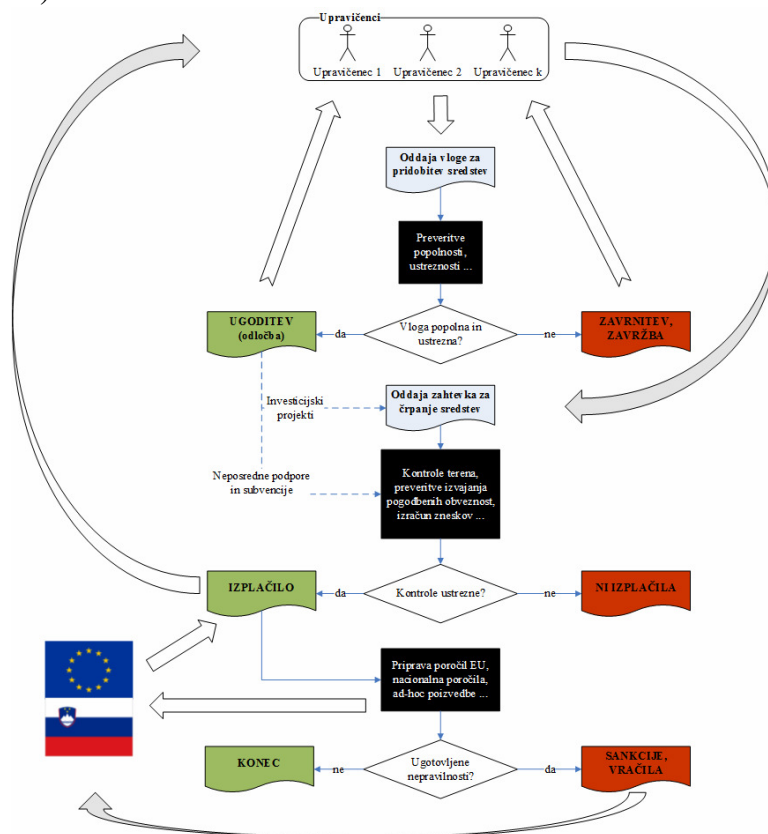 )
Upravičenci
Upravičenec 1 Upravičenec 2 Upravičenec k
Oddaja vloge za
pridobitev sredstev
Preveritve
popolnosti,
ustreznosti ...
UGODITEV
(odločba)
da
Vloga popolna in
ustrezna?
ne
ZAVRNITEV,
ZAVRŽBA
Investicijski
projekti
Oddaja zahtevka za
črpanje sredstev
Neposredne podpore
in subvencije
Kontrole terena,
preveritve izvajanja
pogodbenih obveznost,
izračun zneskov ...
IZPLAČILO
da
Kontrole ustrezne?
ne
NI IZPLAČILA
Priprava poročil EU,
nacionalna poročila,
ad-hoc poizvedbe ...
KONEC
ne
Ugotovljene
nepravilnosti?
da
SANKCIJE,
VRAČILA